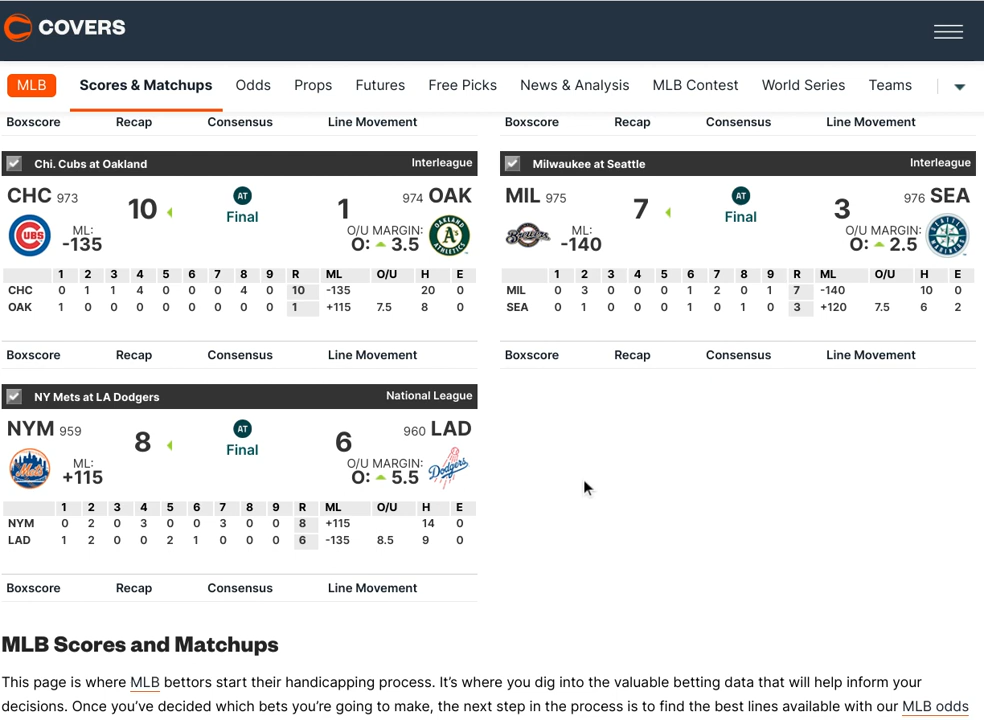 COVERS
MLB Scores & Matchups Odds Props Futures Free Picks News & Analysis MLB Contest World Series Teams
Boxscore Recap Consensus Line Movement Boxscore Recap Consensus Line Movement
Chi. Cubs at Oakland Interleague
CHC 973 10 AT Final 1 974 OAK
CUBS ML: -135 O/U MARGIN: O: 3.5 OAKLAND ATHLETICS A's
1 2 3 4 5 6 7 8 9 R ML O/U H E
CHC 0 1 1 4 0 0 0 4 0 10 -135 20 0
OAK 1 0 0 0 0 0 0 0 0 1 +115 7.5 8 0
Boxscore Recap Consensus Line Movement
Milwaukee at Seattle Interleague
MIL 975 7 AT Final 3 976 SEA
Brewers ML: -140 O/U MARGIN: O: 2.5
1 2 3 4 5 6 7 8 9 R ML O/U H E
MIL 0 3 0 0 0 1 2 0 1 7 -140 10 0
SEA 0 1 0 0 0 1 0 1 0 3 +120 7.5 6 2
Boxscore Recap Consensus Line Movement
NY Mets at LA Dodgers National League
NYM 959 8 AT Final 6 960 LAD
Mets ML: +115 O/U MARGIN: O: 5.5 Dodgers
1 2 3 4 5 6 7 8 9 R ML O/U H E
NYM 0 2 0 3 0 0 3 0 0 8 +115 14 0
LAD 1 2 0 0 2 1 0 0 0 6 -135 8.5 9 0
Boxscore Recap Consensus Line Movement
MLB Scores and Matchups
This page is where MLB bettors start their handicapping process. It’s where you dig into the valuable betting data that will help inform your
decisions. Once you’ve decided which bets you’re going to make, the next step in the process is to find the best lines available with our MLB odds